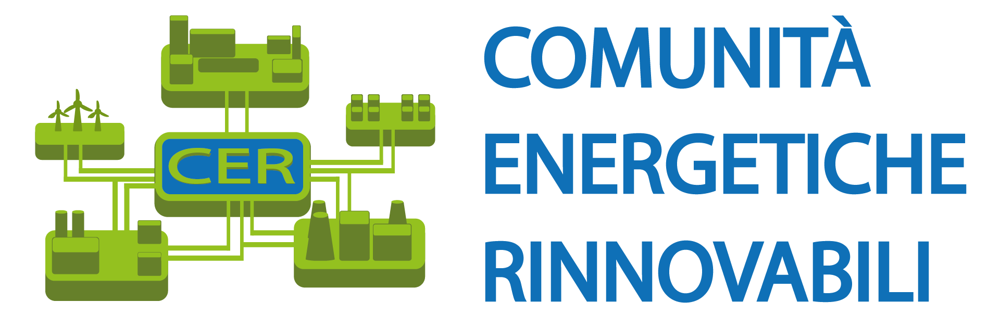 CER
COMUNITÀ
ENERGETICHE
RINNOVABILI